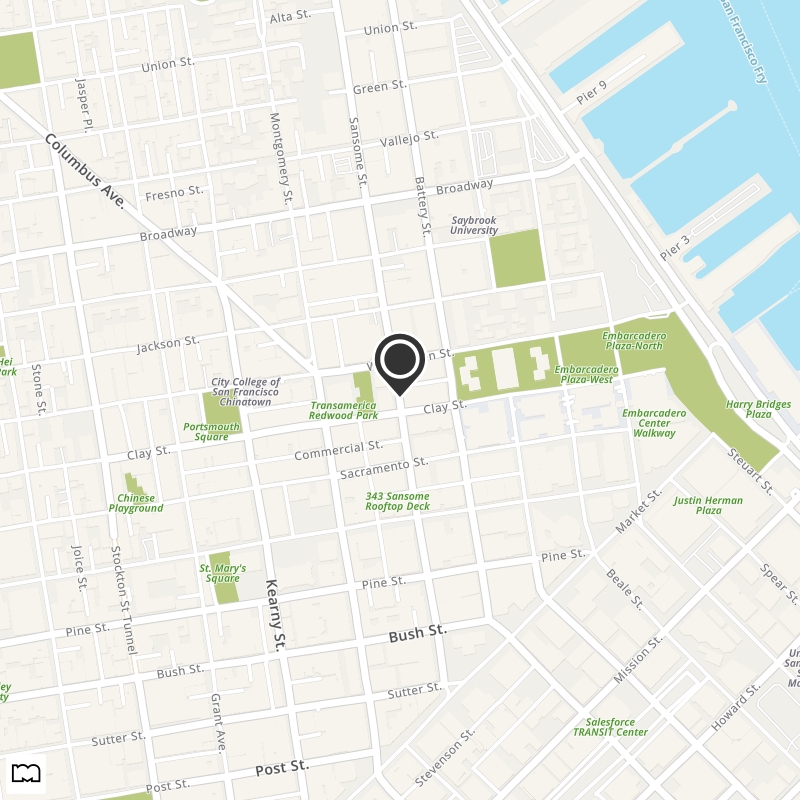 Alta St.
Union St.
San Francisco Fry
Union St.
Green St.
Pier 9
Jasper Pl.
Montgomery St.
Sansome St.
Vallejo St.
Columbus Ave.
Fresno St.
Battery St.
Broadway
Saybrook
University
Broadway
Pier 3
Jackson St.
Embarcadero
Plaza-North
Hei
Park
Stone St.
City College of
San Francisco
Chinatown
Embarcadero
Plaza-West
Transamerica
Redwood Park
Clay St.
Harry Bridges
Plaza
Embarcadero
Center
Walkway
Portsmouth
Square
Clay St.
Commercial St.
Sacramento St.
Steuart St.
343 Sansome
Rooftop Deck
Chinese
Playground
Market St.
Justin Herman
Plaza
Joice St.
Stockton St Tunnel
St. Mary's
Square
Pine St.
Pine St.
Beale St.
Spear St.
Kearny St.
Pine St.
Bush St.
Mission St.
Bush St.
Sutter St.
Howard St.
Grant Ave.
Salesforce
TRANSIT Center
Sutter St.
Stevenson St.
Post St.
Post St.